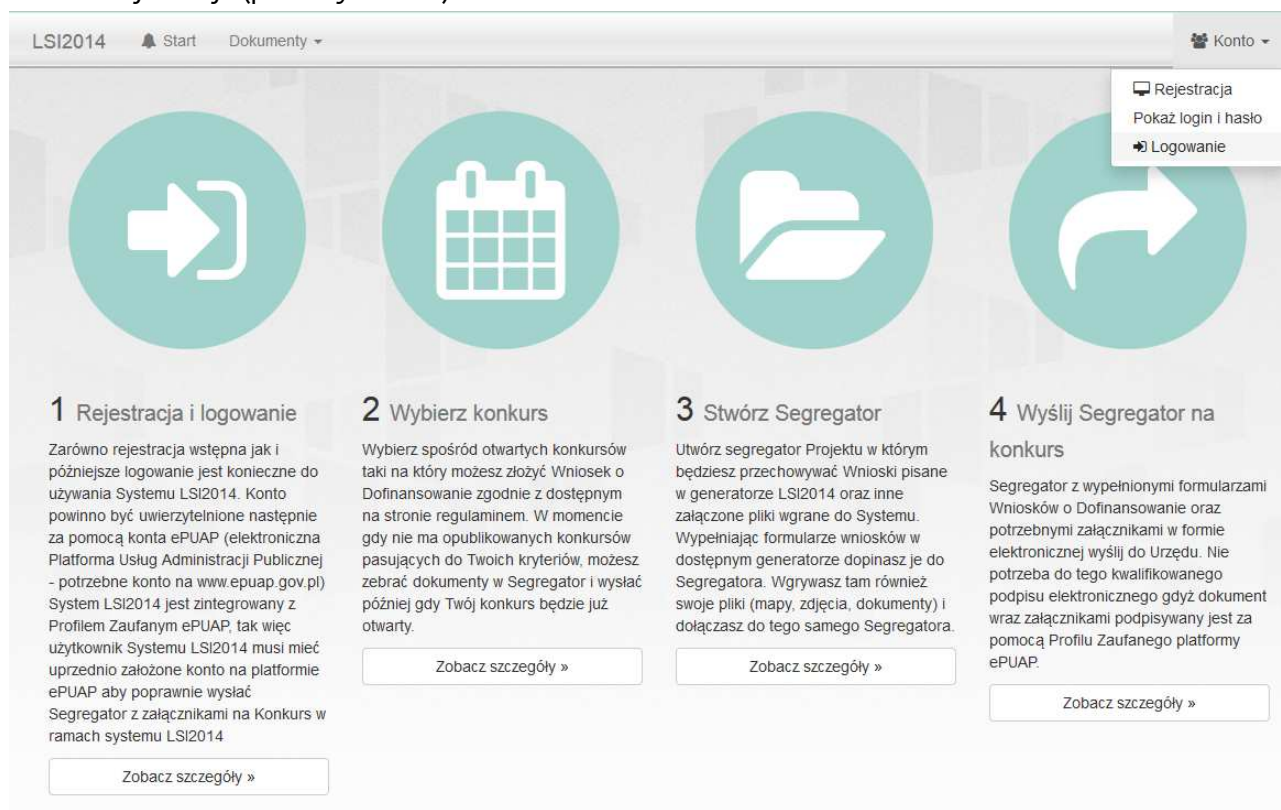 LSI2014 Start Dokumenty Konto
Rejestracja
Pokaż login i hasło
Logowanie
1 Rejestracja i logowanie
Zarówno rejestracja wstępna jak i
późniejsze logowanie jest konieczne do
używania Systemu LSI2014. Konto
powinno być uwierzytelnione następnie
za pomocą konta ePUAP (elektroniczna
Platforma Usług Administracji Publicznej
- potrzebne konto na www.epuap.gov.pl)
System LSI2014 jest zintegrowany z
Profilem Zaufanym ePUAP, tak więc
użytkownik Systemu LSI2014 musi mieć
uprzednio założone konto na platformie
ePUAP aby poprawnie wysłać
Segregator z załącznikami na Konkurs w
ramach systemu LSI2014
Zobacz szczegóły »
2 Wybierz konkurs
Wybierz spośród otwartych konkursów
taki na który możesz złożyć Wniosek o
Dofinansowanie zgodnie z dostępnym
na stronie regulaminem. W momencie
gdy nie ma opublikowanych konkursów
pasujących do Twoich kryteriów, możesz
zebrać dokumenty w Segregator i wysłać
później gdy Twój konkurs będzie już
otwarty.
Zobacz szczegóły »
3 Stwórz Segregator
Utwórz segregator Projektu w którym
będziesz przechowywać Wnioski pisane
w generatorze LSI2014 oraz inne
załączone pliki wgrane do Systemu.
Wypełniając formularze wniosków w
dostępnym generatorze dopinasz je do
Segregatora. Wgrywasz tam również
swoje pliki (mapy, zdjęcia, dokumenty) i
dołączasz do tego samego Segregatora.
Zobacz szczegóły »
4 Wyślij Segregator na
konkurs
Segregator z wypełnionymi formularzami
Wniosków o Dofinansowanie oraz
potrzebnymi załącznikami w formie
elektronicznej wyślij do Urzędu. Nie
potrzeba do tego kwalifikowanego
podpisu elektronicznego gdyż dokument
wraz załącznikami podpisywany jest za
pomocą Profilu Zaufanego platformy
ePUAP.
Zobacz szczegóły »